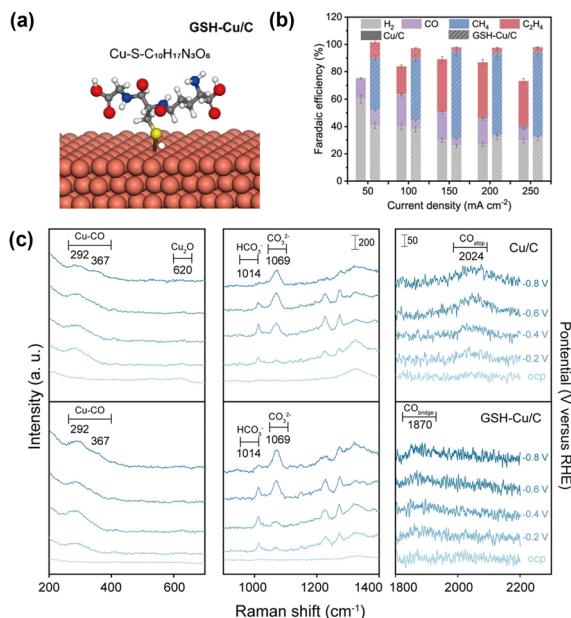 (a)
GSH-Cu/C
Cu-S-C₁₀H₁₇N₃O₆
(b)
H₂ CO CH₄ C₂H₄
Cu/C GSH-Cu/C
Faradaic efficiency (%)
120
100
80
60
40
20
0
50 100 150 200 250
Current density (mA cm⁻²)
(c)
Cu-CO
292 367
Cu₂O
620
HCO₃⁻
1014
CO₃²⁻
1069
200
50
CO_atop
2024
Cu/C
-0.8 V
-0.6 V
-0.4 V
-0.2 V
ocp
Cu-CO
292 367
HCO₃⁻
1014
CO₃²⁻
1069
CO_bridge
1870
GSH-Cu/C
-0.8 V
-0.6 V
-0.4 V
-0.2 V
ocp
Intensity (a. u.)
Potential (V versus RHE)
200 400 600 1000 1200 1400 1800 2000 2200
Raman shift (cm⁻¹)